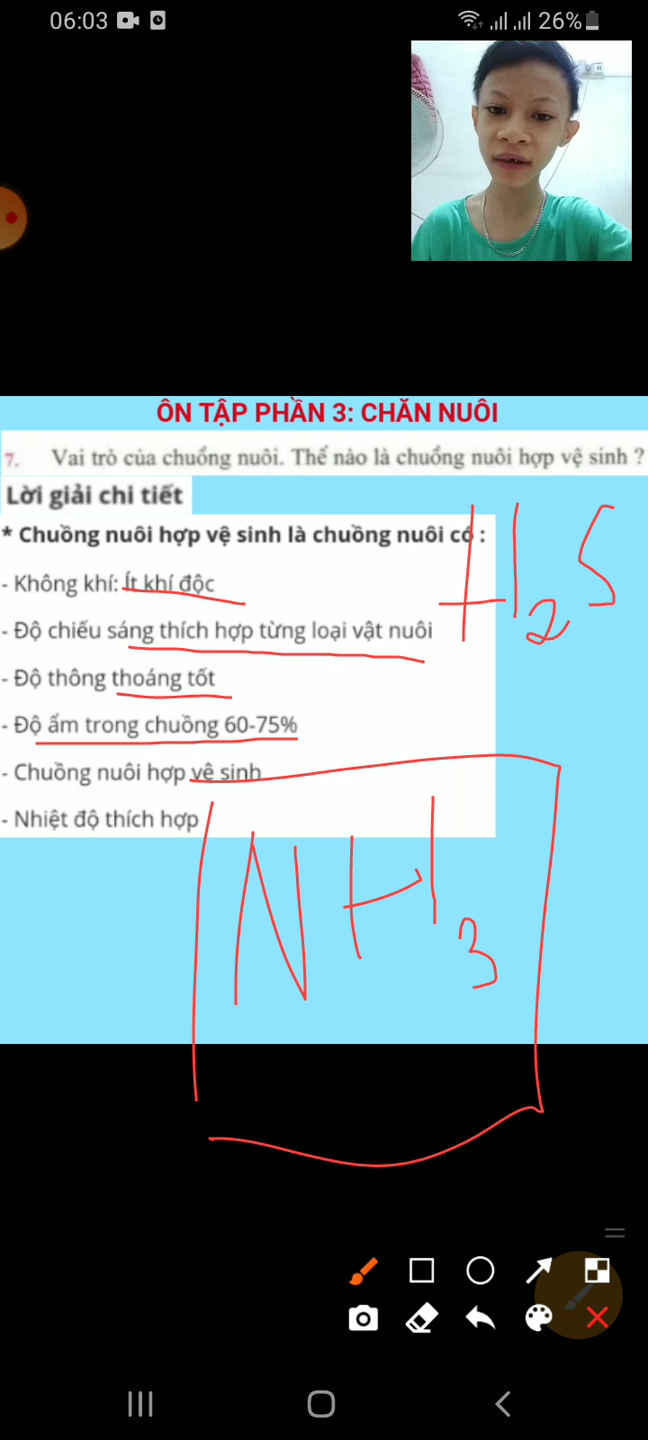 06:03 26%
ÔN TẬP PHẦN 3: CHĂN NUÔI
7. Vai trò của chuồng nuôi. Thế nào là chuồng nuôi hợp vệ sinh ?
Lời giải chi tiết
* Chuồng nuôi hợp vệ sinh là chuồng nuôi có :
- Không khí: Ít khí độc
H2S
- Độ chiếu sáng thích hợp từng loại vật nuôi
- Độ thông thoáng tốt
- Độ ẩm trong chuồng 60-75%
- Chuồng nuôi hợp vê sinh
- Nhiệt độ thích hợp
NH3